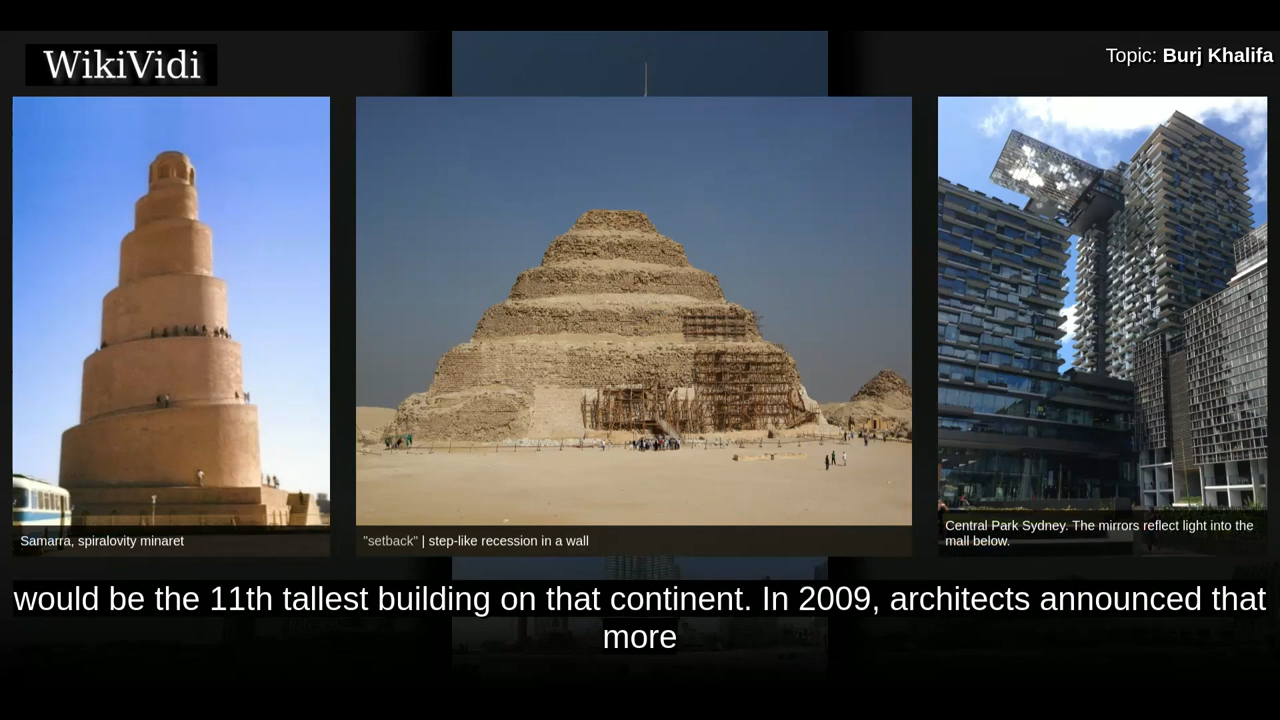 WikiVidi
Topic: Burj Khalifa
Samarra, spiralovity minaret
"setback" | step-like recession in a wall
Central Park Sydney. The mirrors reflect light into the
mall below.
would be the 11th tallest building on that continent. In 2009, architects announced that
more